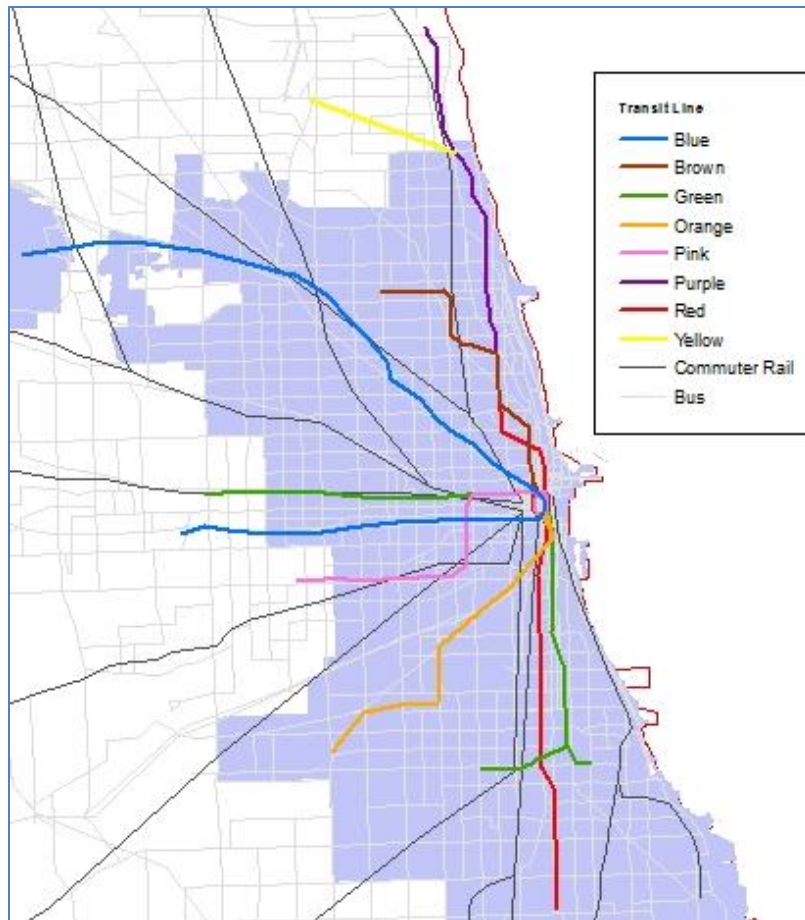 Transit Line
Blue
Brown
Green
Orange
Pink
Purple
Red
Yellow
Commuter Rail
Bus